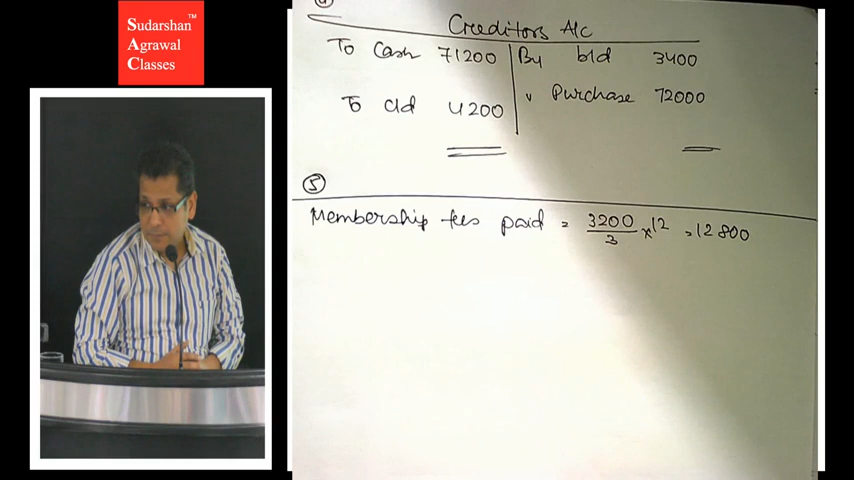 Sudarshan™
Agrawal
Classes
SAC
Creditors A/c
To Cash 71200 By b/d 3400
To c/d 4200 " Purchase 72000
5
Membership fees paid = 3200/3 x 12 = 12800